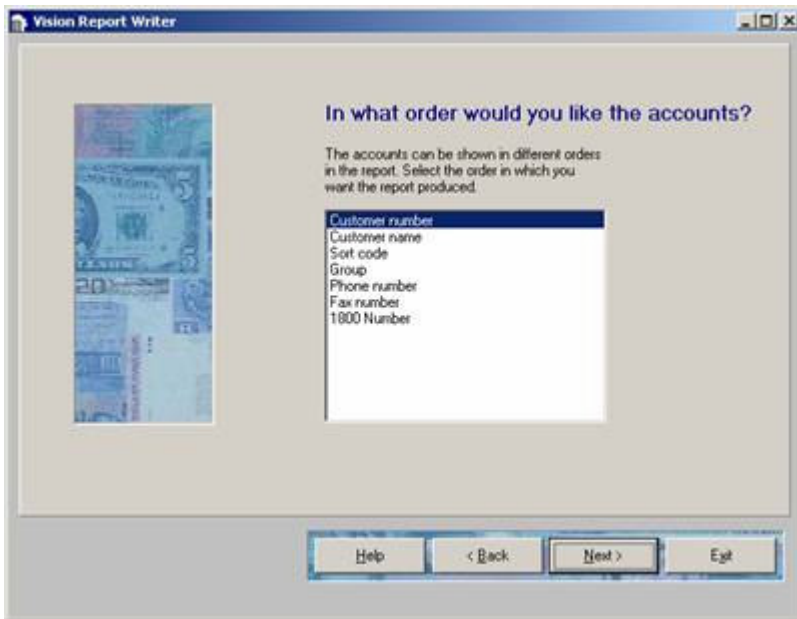 Vision Report Writer
In what order would you like the accounts?
The accounts can be shown in different orders
in the report. Select the order in which you
want the report produced.
Customer number
Customer name
Sort code
Group
Phone number
Fax number
1800 Number
Help
< Back
Next >
Exit